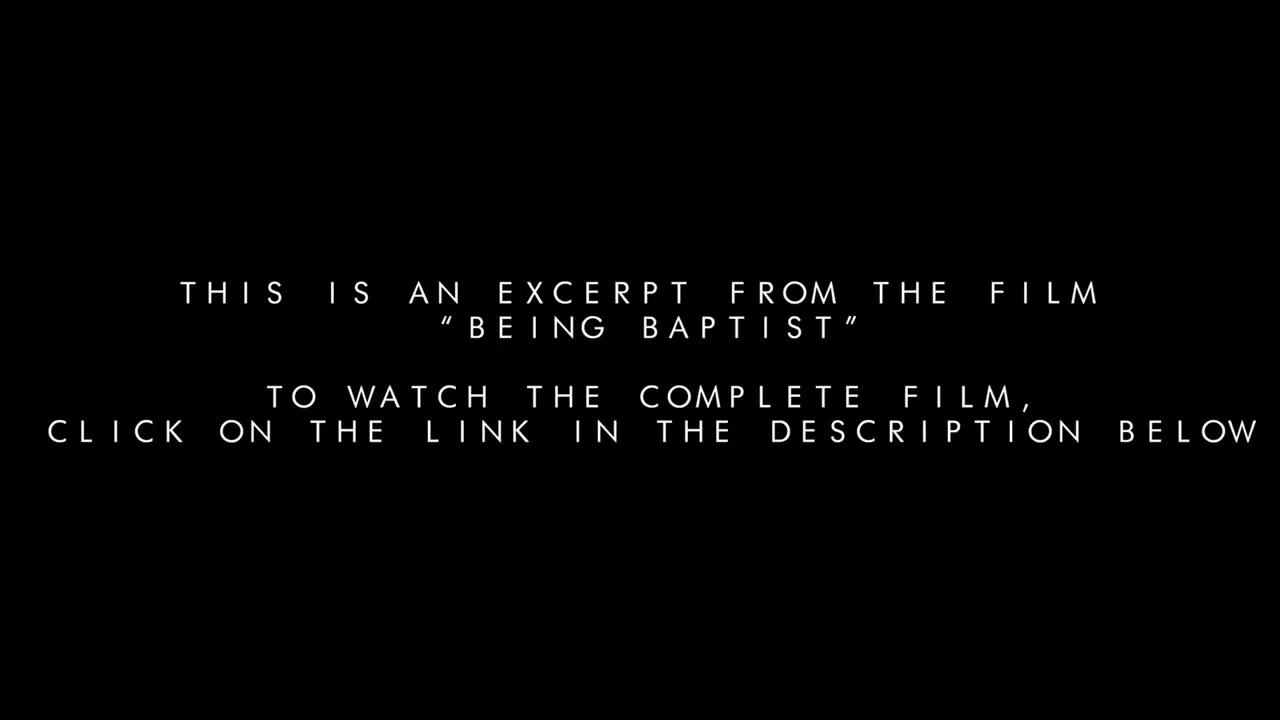 THIS IS AN EXCERPT FROM THE FILM
“BEING BAPTIST”
TO WATCH THE COMPLETE FILM,
CLICK ON THE LINK IN THE DESCRIPTION BELOW